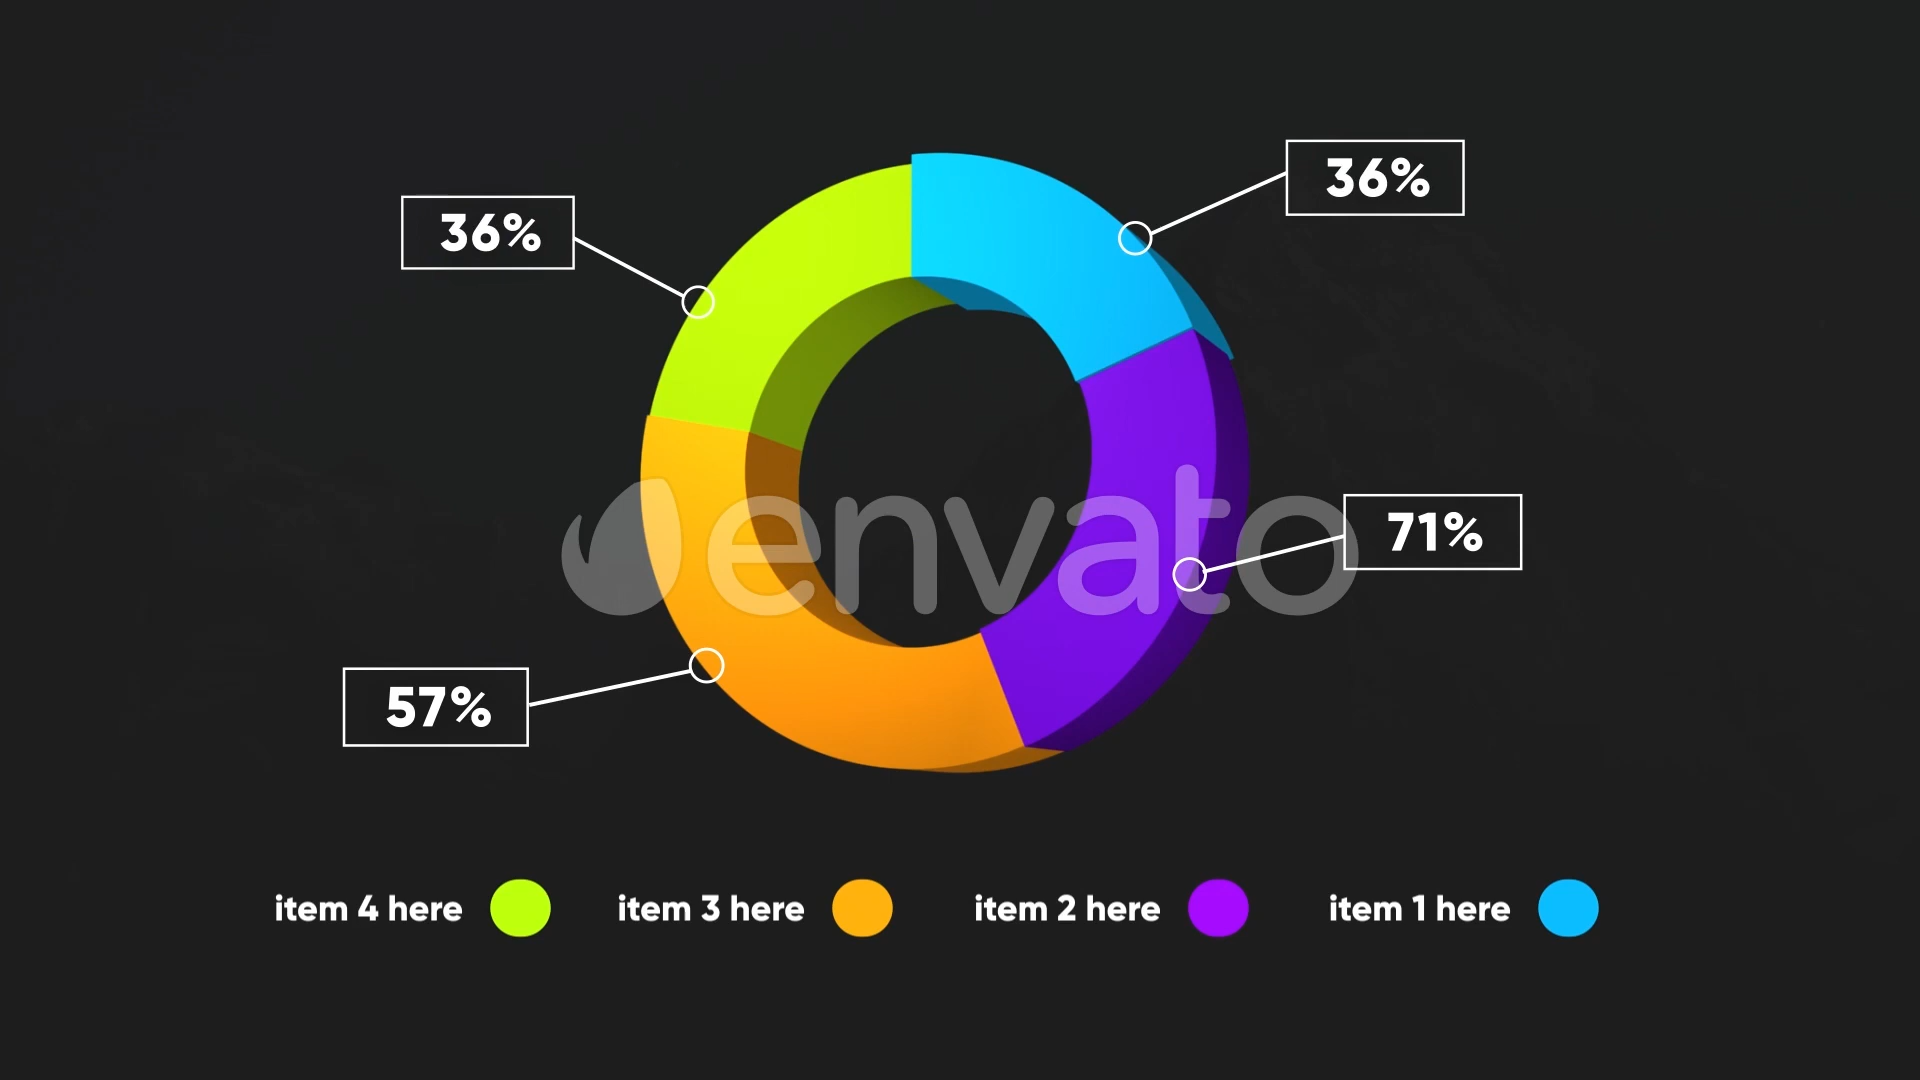 36%
36%
71%
envato
57%
item 4 here
item 3 here
item 2 here
item 1 here